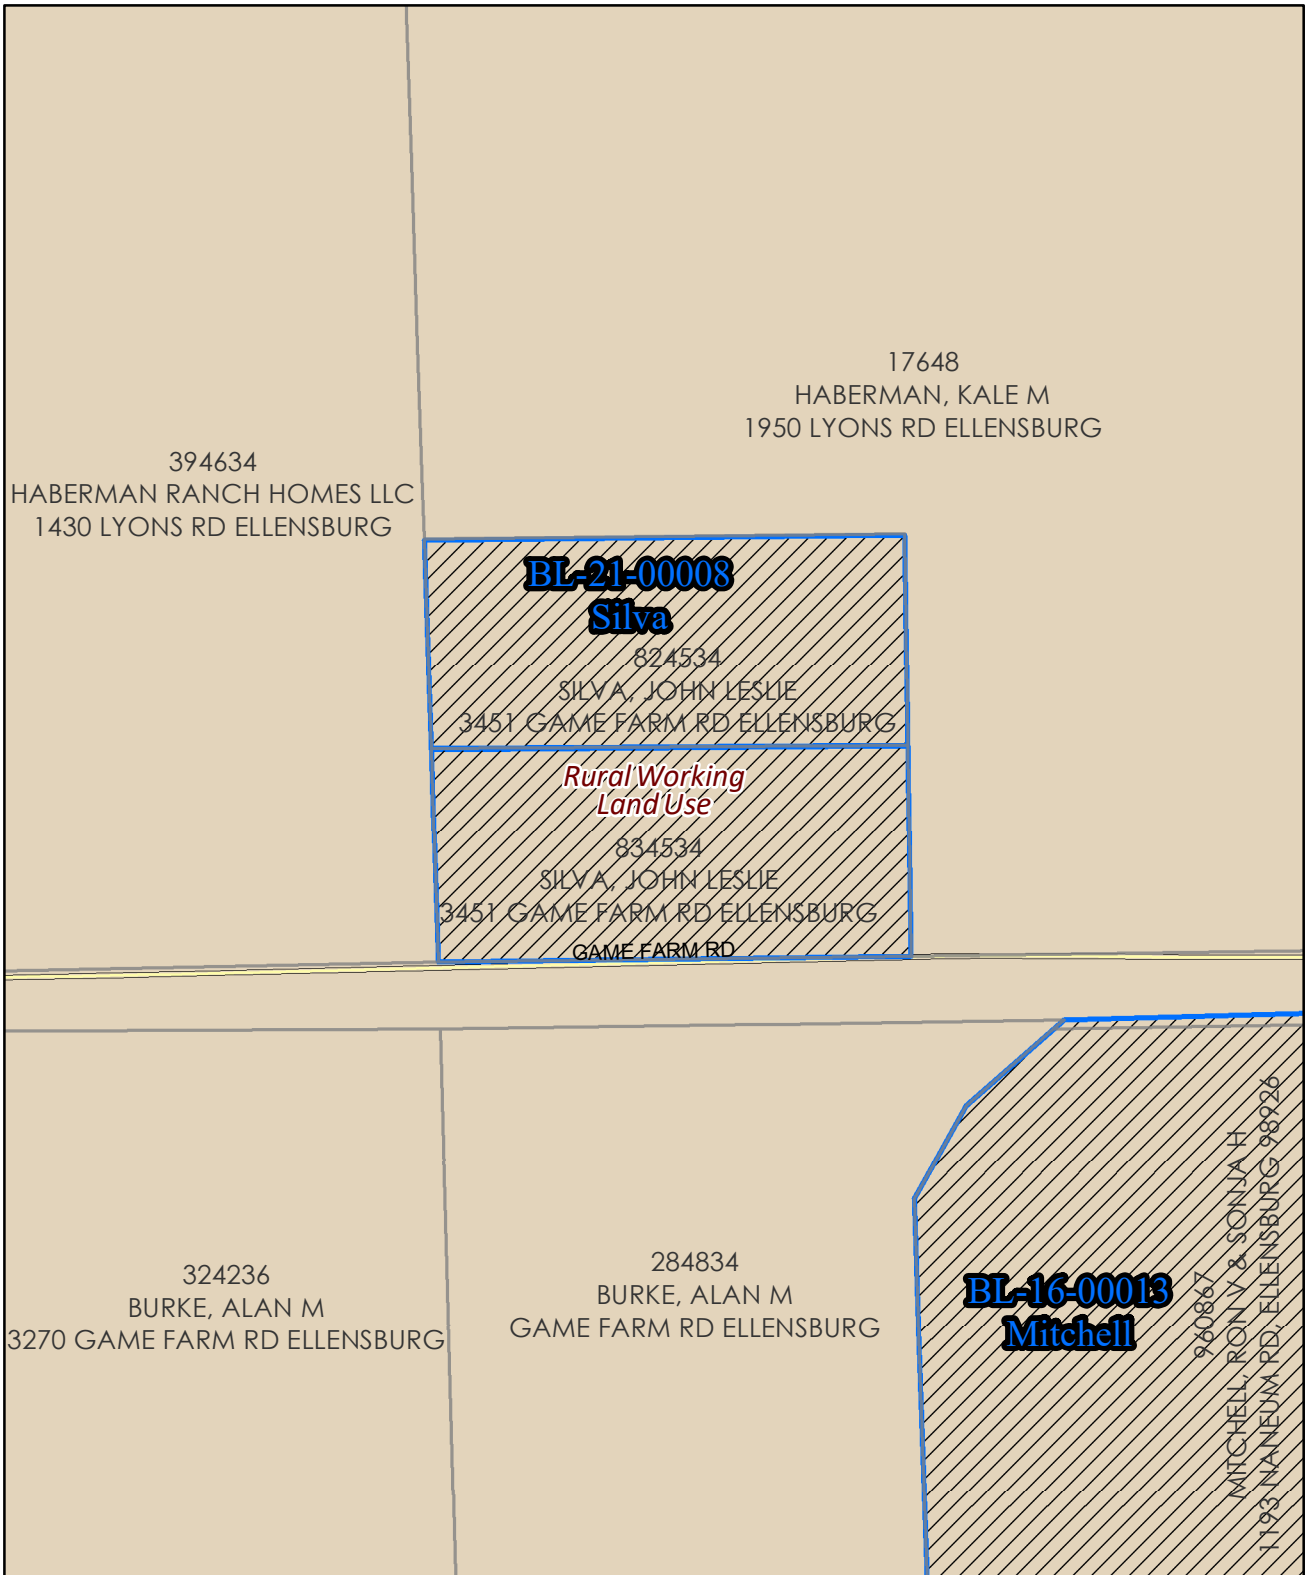 17648
HABERMAN, KALE M
1950 LYONS RD ELLENSBURG
394634
HABERMAN RANCH HOMES LLC
1430 LYONS RD ELLENSBURG
BL-21-00008
Silva
824534
SILVA, JOHN LESLIE
3451 GAME FARM RD ELLENSBURG
Rural Working
Land Use
834534
SILVA, JOHN LESLIE
3451 GAME FARM RD ELLENSBURG
GAME FARM RD
324236
BURKE, ALAN M
3270 GAME FARM RD ELLENSBURG
284834
BURKE, ALAN M
GAME FARM RD ELLENSBURG
BL-16-00013
Mitchell
960867
MITCHELL, RON V & SONJA H
1193 NANEUM RD, ELLENSBURG 98926